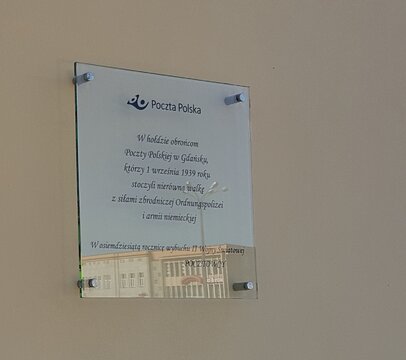 Poczta Polska
W hołdzie obrońcom
Poczty Polskiej w Gdańsku,
którzy 1 września 1939 roku
stoczyli nierówną walkę
z siłami zbrodniczej Ordnungspolizei
i armii niemieckiej
W osiemdziesiątą rocznicę wybuchu II Wojny Światowej
POCZTOWCY